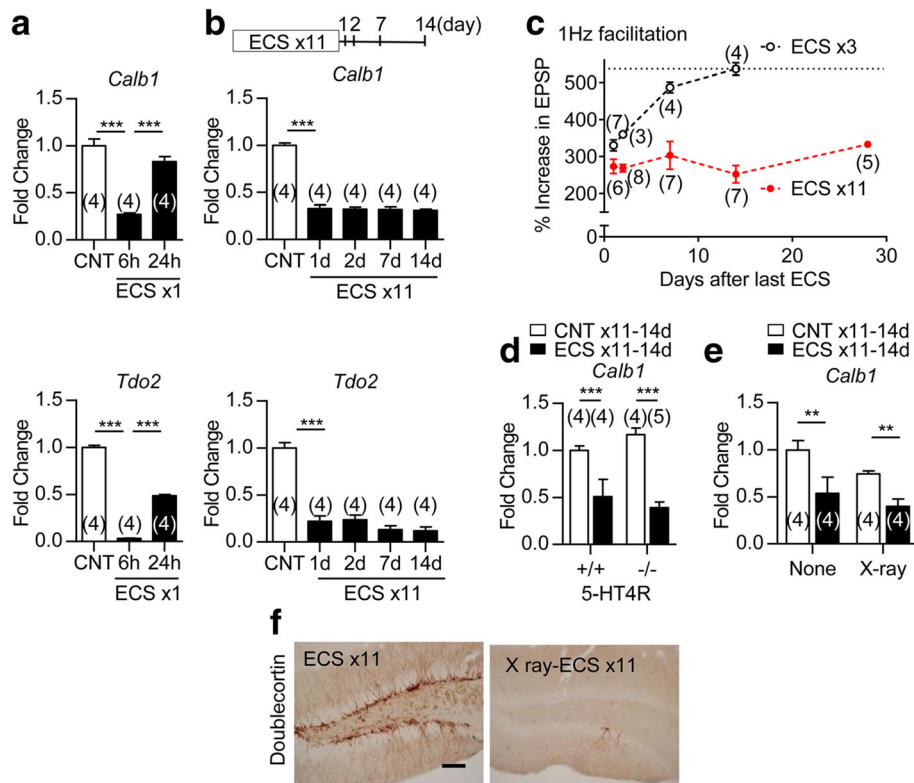 a
Calb1
Fold Change
1.5
1.0
0.5
0.0
***
***
(4)
(4)
(4)
CNT 6h 24h
ECS x1
b
ECS x11
1 2 7 14(day)
Calb1
Fold Change
1.5
1.0
0.5
0.0
***
(4)
(4) (4) (4) (4)
CNT 1d 2d 7d 14d
ECS x11
c
1Hz facilitation
ECS x3
ECS x11
% Increase in EPSP
500
400
300
200
0
(7)
(3)
(4)
(4)
(6)
(8)
(7)
(7)
(5)
0 10 20 30
Days after last ECS
Tdo2
Fold Change
1.5
1.0
0.5
0.0
***
***
(4)
(4)
(4)
CNT 6h 24h
ECS x1
Tdo2
Fold Change
1.5
1.0
0.5
0.0
***
(4)
(4) (4) (4) (4)
CNT 1d 2d 7d 14d
ECS x11
d
CNT x11-14d
ECS x11-14d
Calb1
Fold Change
1.5
1.0
0.5
0.0
***
***
(4)(4)
(4)(5)
+/+ -/-
5-HT4R
e
CNT x11-14d
ECS x11-14d
Calb1
Fold Change
1.5
1.0
0.5
0.0
**
**
(4) (4) (4) (4)
None X-ray
f
Doublecortin
ECS x11
X ray-ECS x11